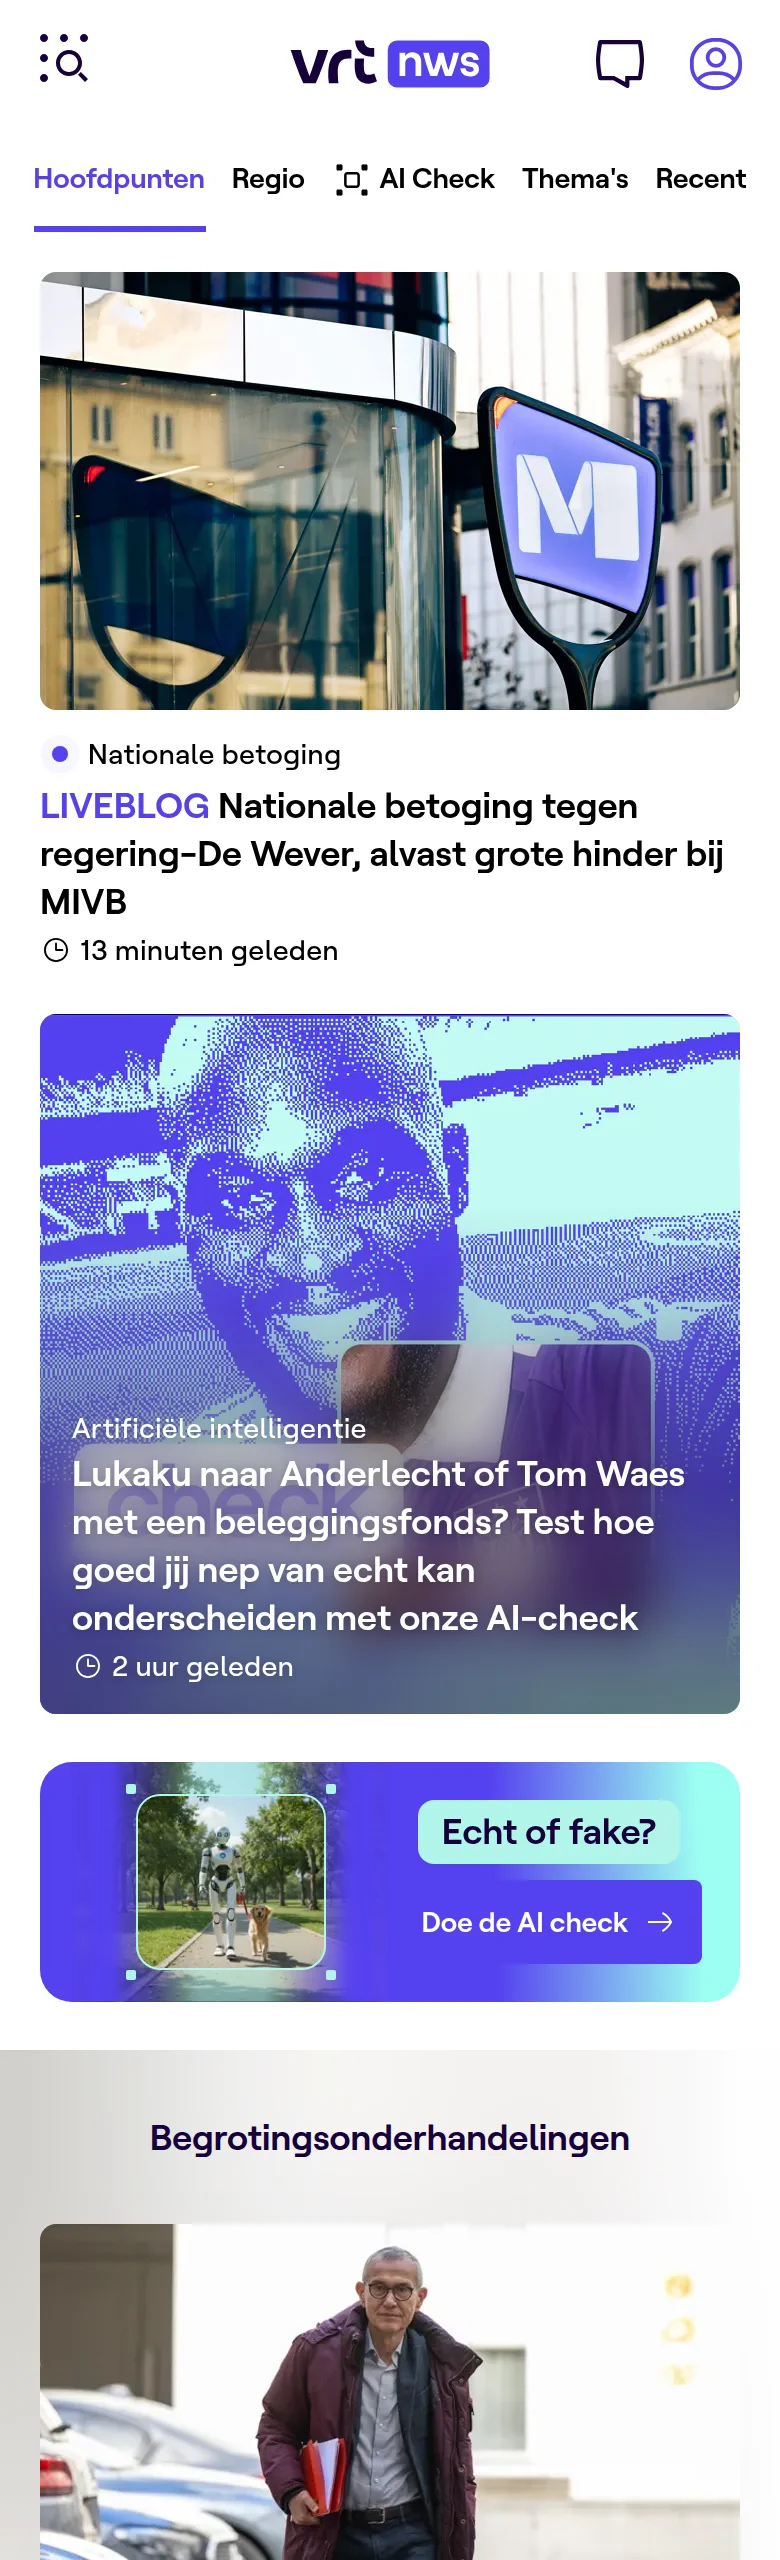 vrt nws
Hoofdpunten Regio AI Check Thema's Recent
M
Nationale betoging
LIVEBLOG Nationale betoging tegen
regering-De Wever, alvast grote hinder bij
MIVB
13 minuten geleden
check
Artificiële intelligentie
Lukaku naar Anderlecht of Tom Waes
met een beleggingsfonds? Test hoe
goed jij nep van echt kan
onderscheiden met onze AI-check
2 uur geleden
Echt of fake?
Doe de AI check
Begrotingsonderhandelingen